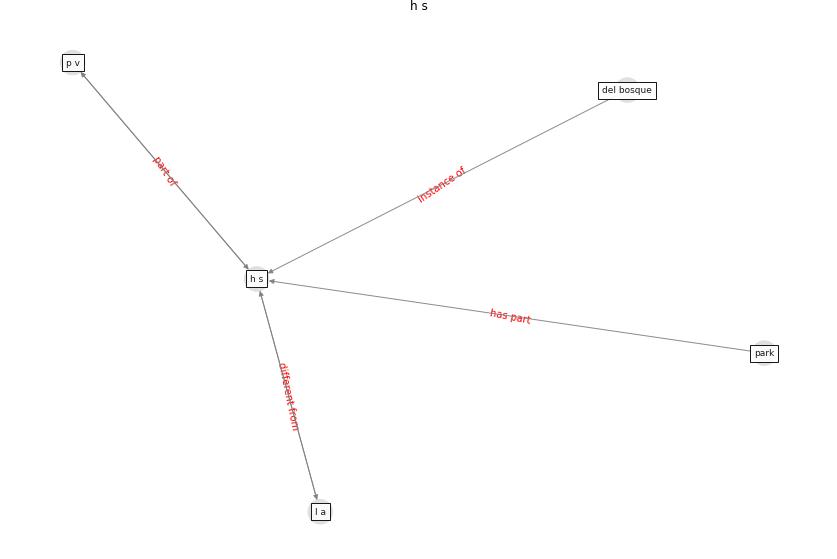 h s
p v
del bosque
part of
instance of
h s
has part
park
different from
l a